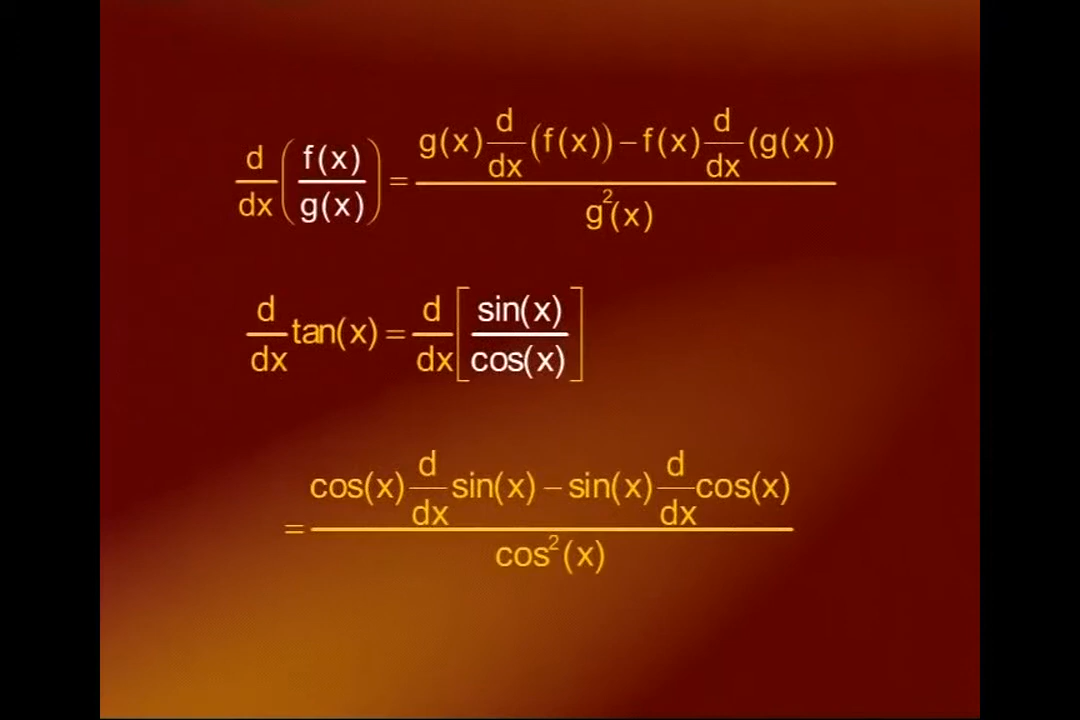 d/dx (f(x)/g(x)) = (g(x) d/dx (f(x)) − f(x) d/dx (g(x))) / g²(x)
d/dx tan(x) = d/dx [sin(x)/cos(x)]
= (cos(x) d/dx sin(x) − sin(x) d/dx cos(x)) / cos²(x)